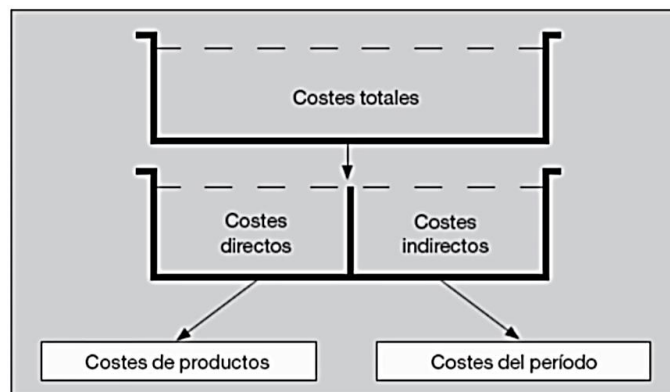 Costes totales
Costes
directos
Costes
indirectos
Costes de productos
Costes del período